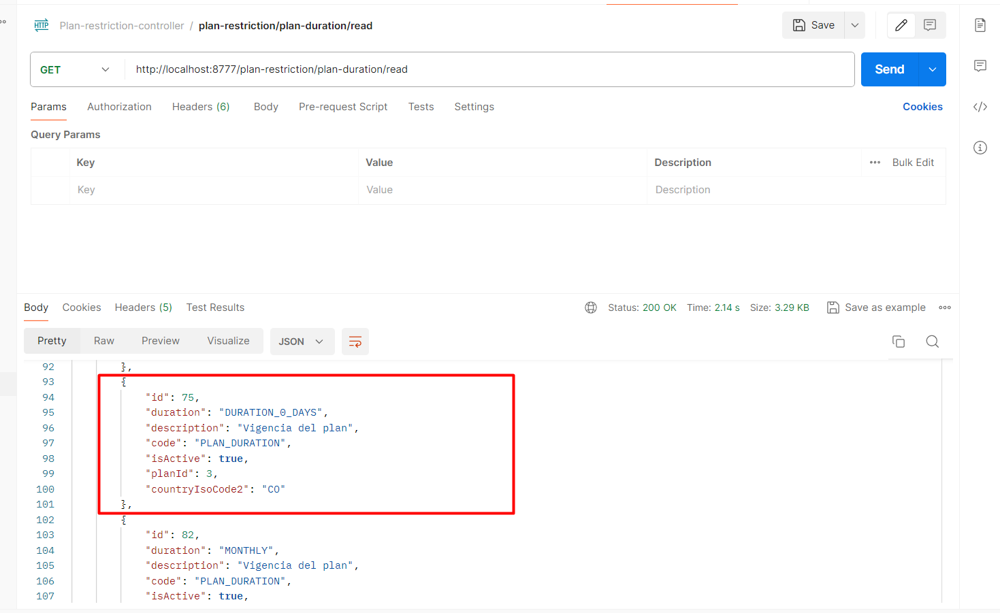 HTTP Plan-restriction-controller / plan-restriction/plan-duration/read Save
GET http://localhost:8777/plan-restriction/plan-duration/read Send
Params Authorization Headers (6) Body Pre-request Script Tests Settings Cookies
Query Params
Key Value Description Bulk Edit
Key Value Description
Body Cookies Headers (5) Test Results Status: 200 OK Time: 2.14 s Size: 3.29 KB Save as example
Pretty Raw Preview Visualize JSON
92 },
93 {
94 "id": 75,
95 "duration": "DURATION_0_DAYS",
96 "description": "Vigencia del plan",
97 "code": "PLAN_DURATION",
98 "isActive": true,
99 "planId": 3,
100 "countryIsoCode2": "CO"
101 },
102 {
103 "id": 82,
104 "duration": "MONTHLY",
105 "description": "Vigencia del plan",
106 "code": "PLAN_DURATION",
107 "isActive": true,